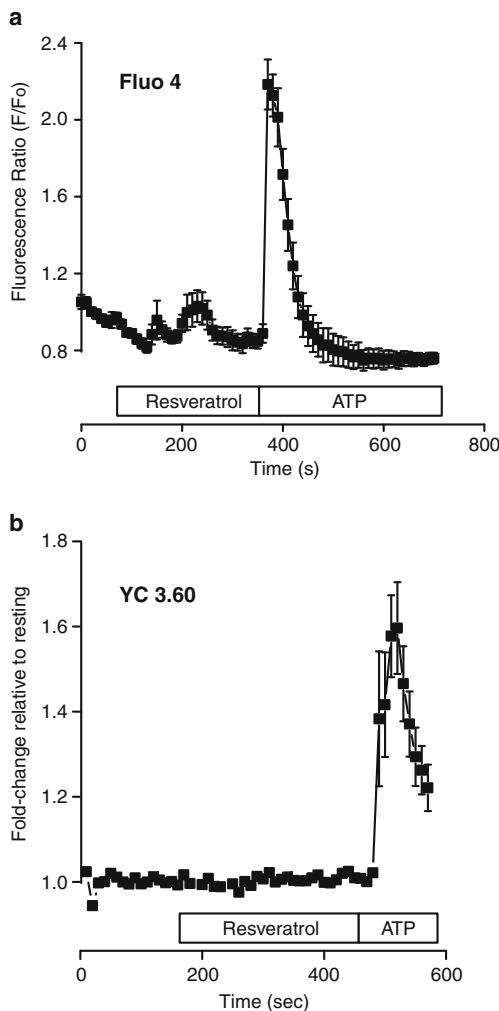 a
Fluo 4
Fluorescence Ratio (F/Fo)
2.4
2.0
1.6
1.2
0.8
Resveratrol
ATP
0
200
400
600
800
Time (s)
b
YC 3.60
Fold-change relative to resting
1.8
1.6
1.4
1.2
1.0
Resveratrol
ATP
0
200
400
600
Time (sec)